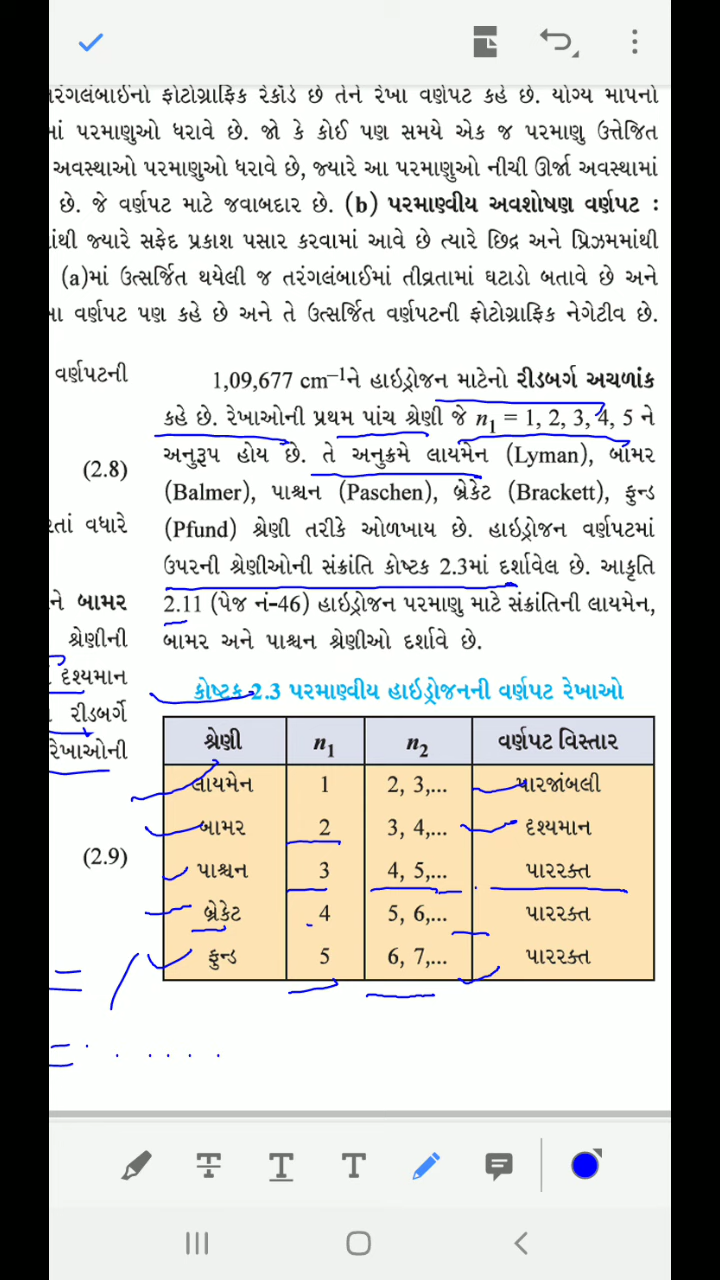 તરંગલંબાઈનો ફોટોગ્રાફિક રેકોર્ડ છે તેને રેખા વર્ણપટ કહે છે. યોગ્ય માપનો
માં પરમાણુઓ ધરાવે છે. જો કે કોઈ પણ સમયે એક જ પરમાણુ ઉત્તેજિત
અવસ્થાઓ પરમાણુઓ ધરાવે છે, જ્યારે આ પરમાણુઓ નીચી ઊર્જા અવસ્થામાં
છે. જે વર્ણપટ માટે જવાબદાર છે. (b) પરમાણ્વીય અવશોષણ વર્ણપટ :
માંથી જ્યારે સફેદ પ્રકાશ પસાર કરવામાં આવે છે ત્યારે છિદ્ર અને પ્રિઝમમાંથી
(a)માં ઉત્સર્જિત થયેલી જ તરંગલંબાઈમાં તીવ્રતામાં ઘટાડો બતાવે છે અને
વર્ણપટ પણ કહે છે અને તે ઉત્સર્જિત વર્ણપટની ફોટોગ્રાફિક નેગેટીવ છે.
વર્ણપટની
(2.8)
વધારે
ને બામર
શ્રેણીની
દૃશ્યમાન
રીડબર્ગે
રેખાઓની
(2.9)
1,09,677 cm⁻¹ને હાઇડ્રોજન માટેનો રીડબર્ગ અચળાંક
કહે છે. રેખાઓની પ્રથમ પાંચ શ્રેણી જે n₁ = 1, 2, 3, 4, 5 ને
અનુરૂપ હોય છે. તે અનુક્રમે લાયમેન (Lyman), બામર
(Balmer), પાશ્ચન (Paschen), બ્રેકેટ (Brackett), ફુન્ડ
(Pfund) શ્રેણી તરીકે ઓળખાય છે. હાઇડ્રોજન વર્ણપટમાં
ઉપરની શ્રેણીઓની સંક્રાંતિ કોષ્ટક 2.3માં દર્શાવેલ છે. આકૃતિ
2.11 (પેજ નં-46) હાઇડ્રોજન પરમાણુ માટે સંક્રાંતિની લાયમેન,
બામર અને પાશ્ચન શ્રેણીઓ દર્શાવે છે.
કોષ્ટક 2.3 પરમાણ્વીય હાઇડ્રોજનની વર્ણપટ રેખાઓ
શ્રેણી n₁ n₂ વર્ણપટ વિસ્તાર
લાયમેન 1 2, 3,... પારજાંબલી
બામર 2 3, 4,... દૃશ્યમાન
પાશ્ચન 3 4, 5,... પારરક્ત
બ્રેકેટ 4 5, 6,... પારરક્ત
ફુન્ડ 5 6, 7,... પારરક્ત